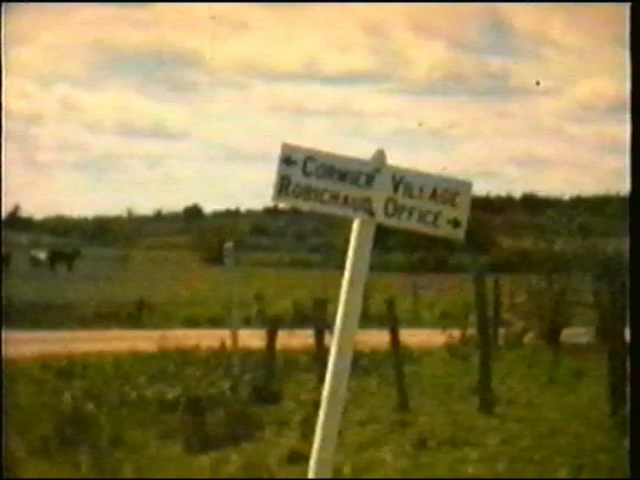 ← CORMIER VILLAGE
ROBICHAUD OFFICE →